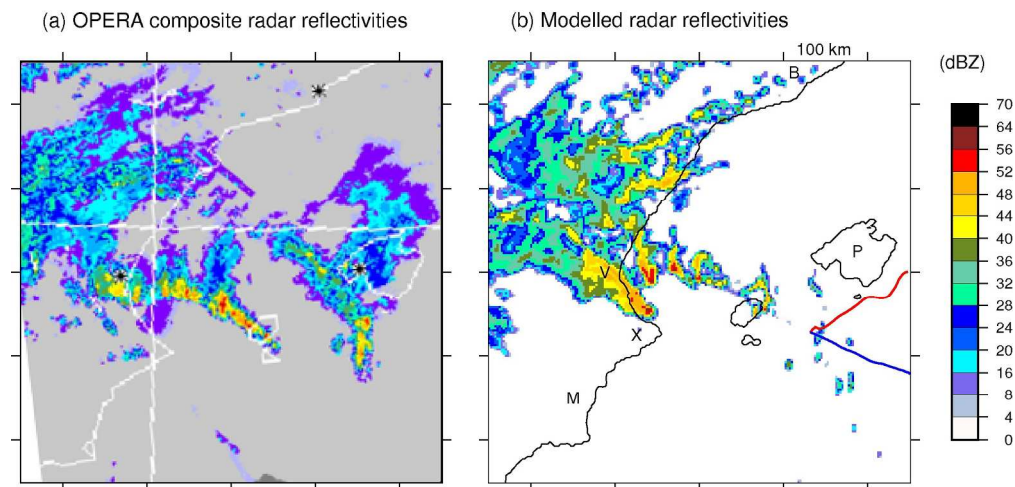 (a) OPERA composite radar reflectivities
(b) Modelled radar reflectivities
100 km
(dBZ)
B
P
V
X
M
70
64
56
52
48
44
40
36
32
28
24
20
16
12
8
4
0